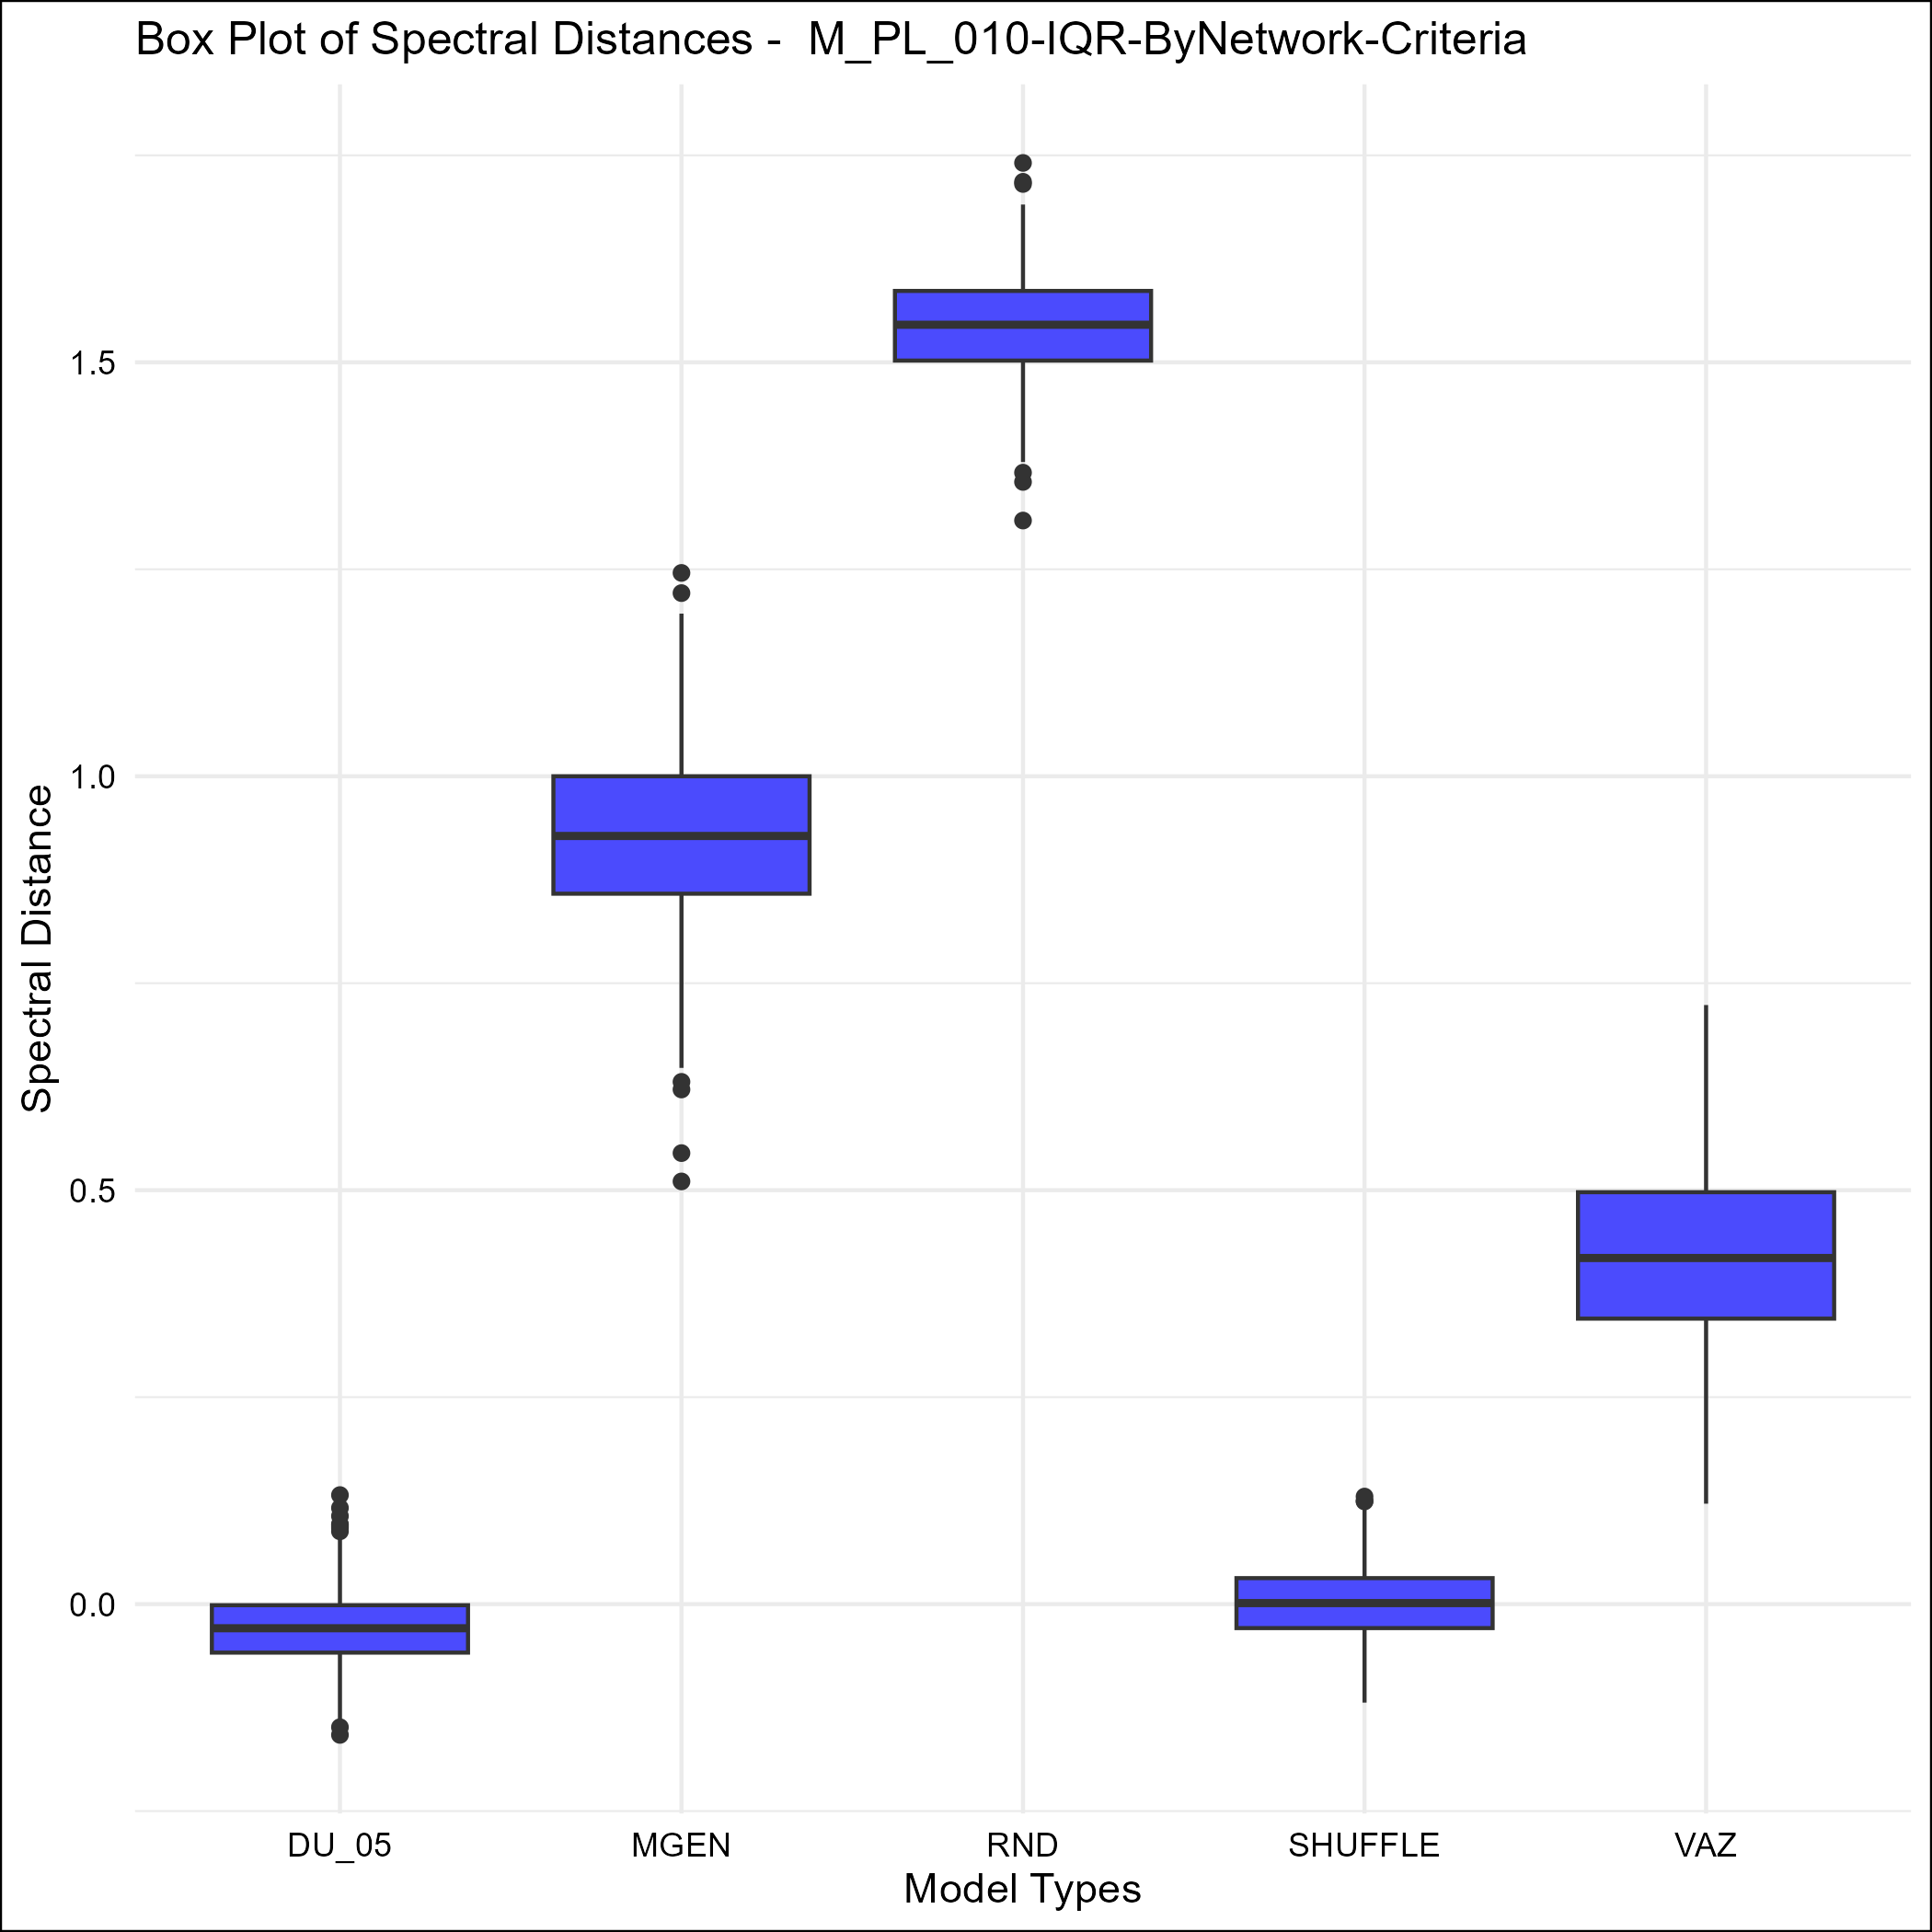 Box Plot of Spectral Distances -  M_PL_010-IQR-ByNetwork-Criteria
Spectral Distance
1.5
1.0
0.5
0.0
DU_05 MGEN RND SHUFFLE VAZ
Model Types